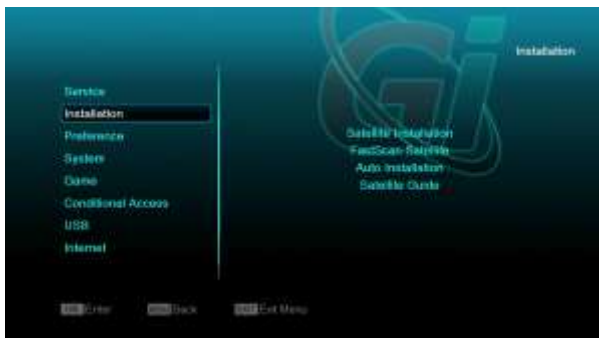 Installation
Service
Installation
Preference
System
Game
Conditional Access
USB
Internet
Satellite Installation
FastScan Satellite
Auto Installation
Satellite Guide
Enter Back Exit Menu
Gi